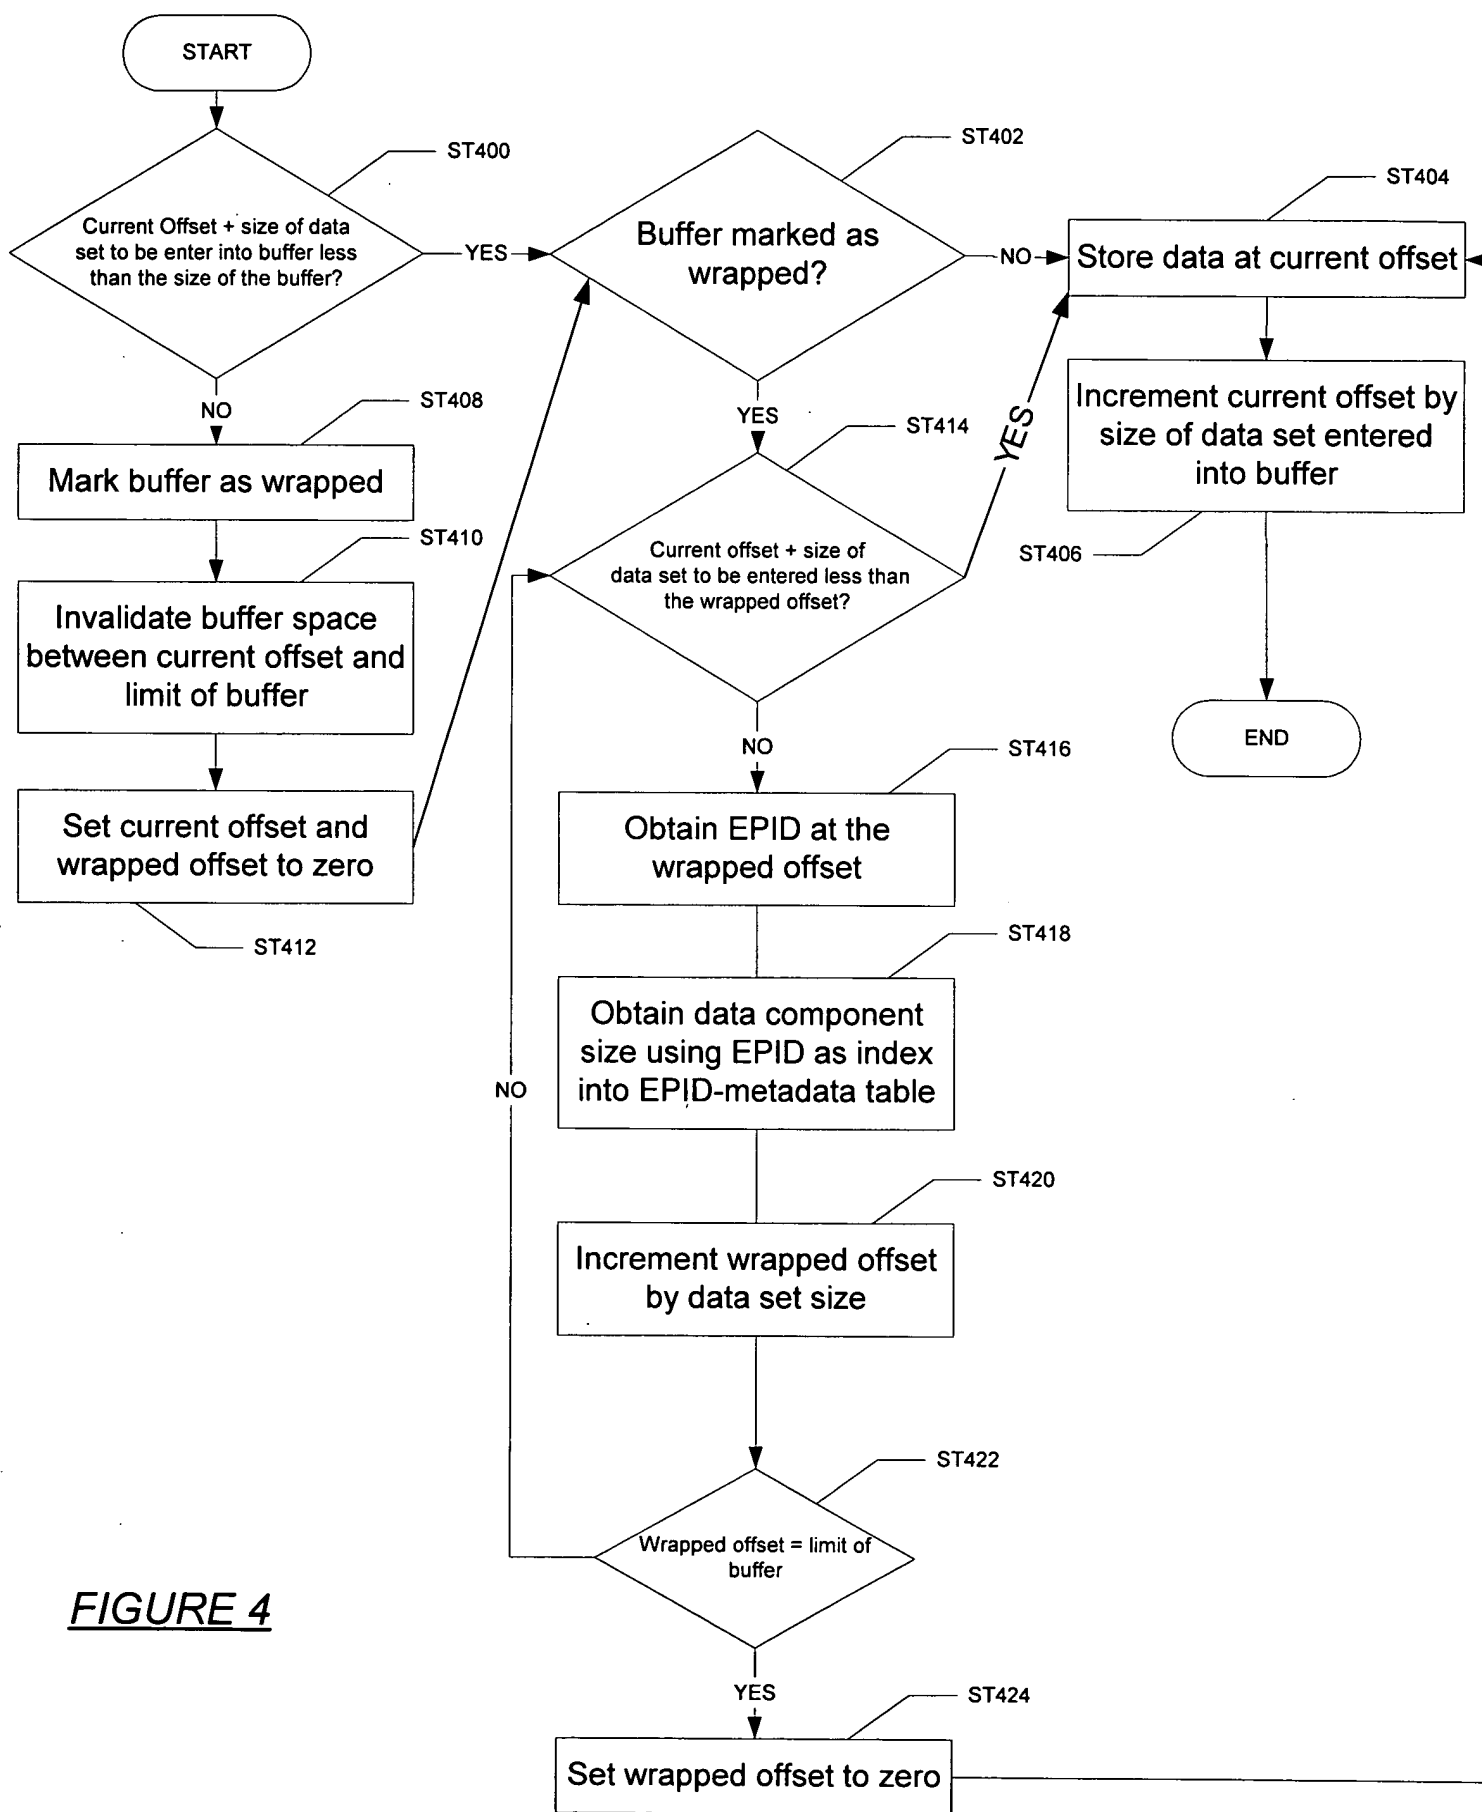 START
ST400
Current Offset + size of data
set to be enter into buffer less
than the size of the buffer?
YES
NO
ST402
Buffer marked as
wrapped?
NO
YES
ST404
Store data at current offset
Increment current offset by
size of data set entered
into buffer
ST406
END
ST408
Mark buffer as wrapped
ST410
Invalidate buffer space
between current offset and
limit of buffer
Set current offset and
wrapped offset to zero
ST412
ST414
Current offset + size of
data set to be entered less than
the wrapped offset?
YES
NO
ST416
Obtain EPID at the
wrapped offset
ST418
Obtain data component
size using EPID as index
into EPID-metadata table
ST420
Increment wrapped offset
by data set size
NO
ST422
Wrapped offset = limit of
buffer
YES
ST424
Set wrapped offset to zero
FIGURE 4